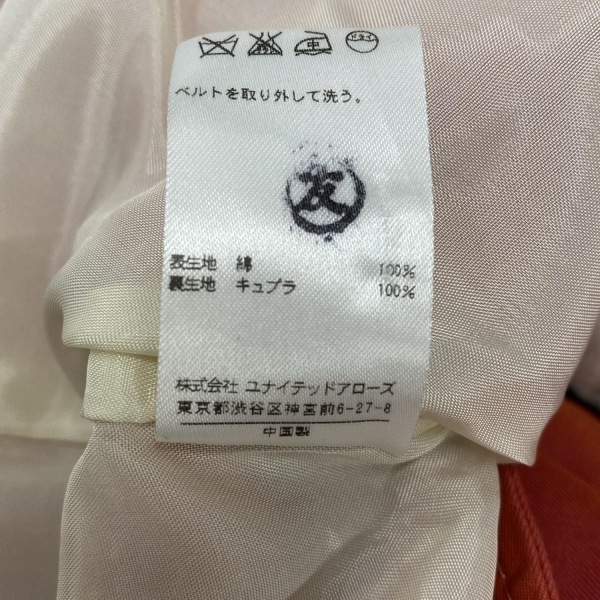 中 ドライ
ベルトを取り外して洗う。
友
表生地 綿 100%
裏生地 キュプラ 100%
株式会社 ユナイテッドアローズ
東京都渋谷区神宮前6-27-8
中国製